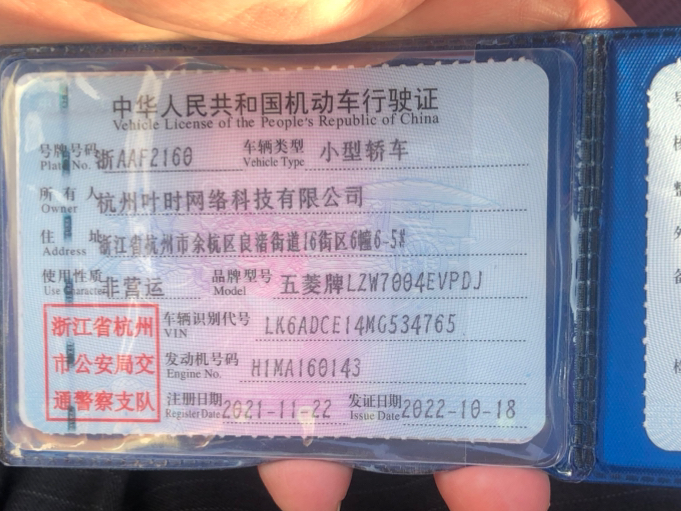 中华人民共和国机动车行驶证
Vehicle License of the People's Republic of China
号牌号码 浙AAF2160 车辆类型 小型轿车
Plate No. Vehicle Type
所有人 杭州叶时网络科技有限公司
Owner
住址 浙江省杭州市余杭区良渚街道16街区6幢6-5#
Address
使用性质 非营运 品牌型号 五菱牌LZW7004EVPDJ
Use Character Model
浙江省杭州
市公安局交
通警察支队
车辆识别代号 LK6ADCE14MG534765
VIN
发动机号码 H1MA160143
Engine No.
注册日期 2021-11-22 发证日期 2022-10-18
Register Date Issue Date